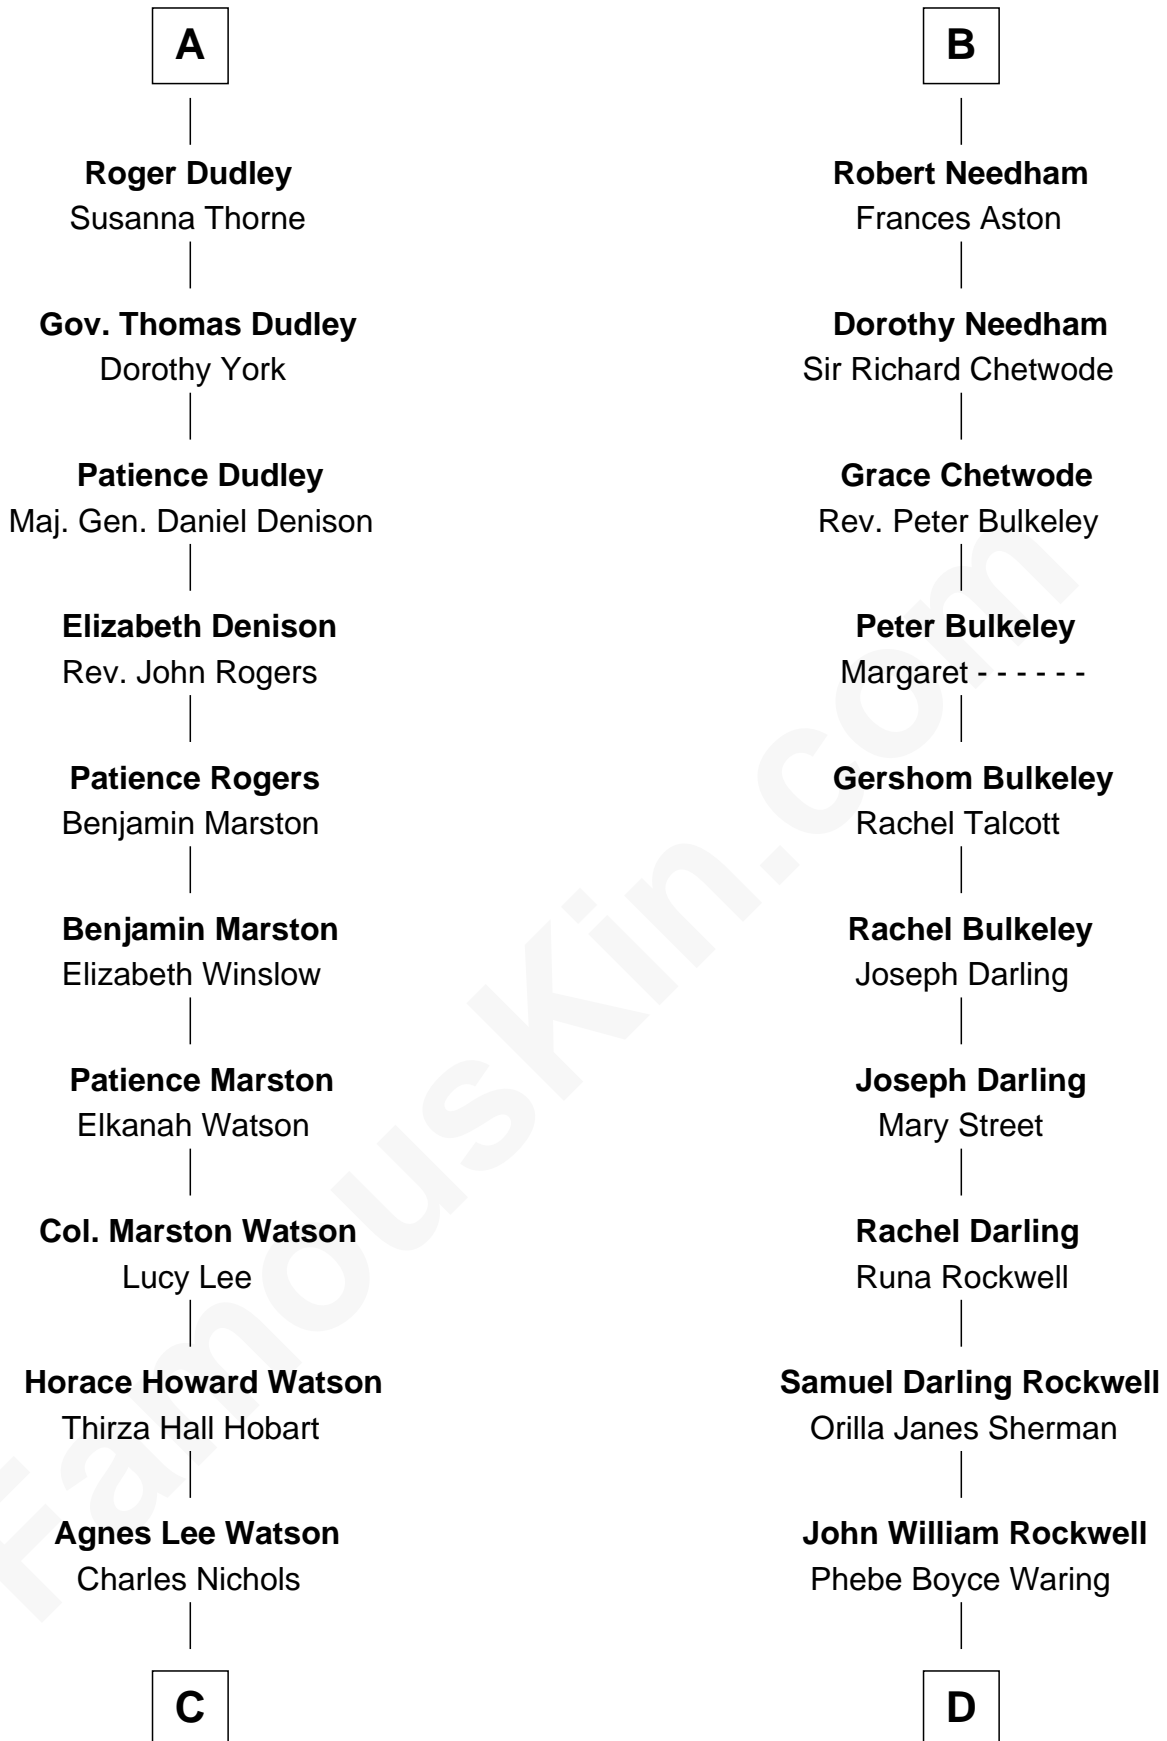 A
Roger Dudley
Susanna Thorne
Gov. Thomas Dudley
Dorothy York
Patience Dudley
Maj. Gen. Daniel Denison
Elizabeth Denison
Rev. John Rogers
Patience Rogers
Benjamin Marston
Benjamin Marston
Elizabeth Winslow
Patience Marston
Elkanah Watson
Col. Marston Watson
Lucy Lee
Horace Howard Watson
Thirza Hall Hobart
Agnes Lee Watson
Charles Nichols
C
B
Robert Needham
Frances Aston
Dorothy Needham
Sir Richard Chetwode
Grace Chetwode
Rev. Peter Bulkeley
Peter Bulkeley
Margaret - - - - - -
Gershom Bulkeley
Rachel Talcott
Rachel Bulkeley
Joseph Darling
Joseph Darling
Mary Street
Rachel Darling
Runa Rockwell
Samuel Darling Rockwell
Orilla Janes Sherman
John William Rockwell
Phebe Boyce Waring
D
FamousKin.com